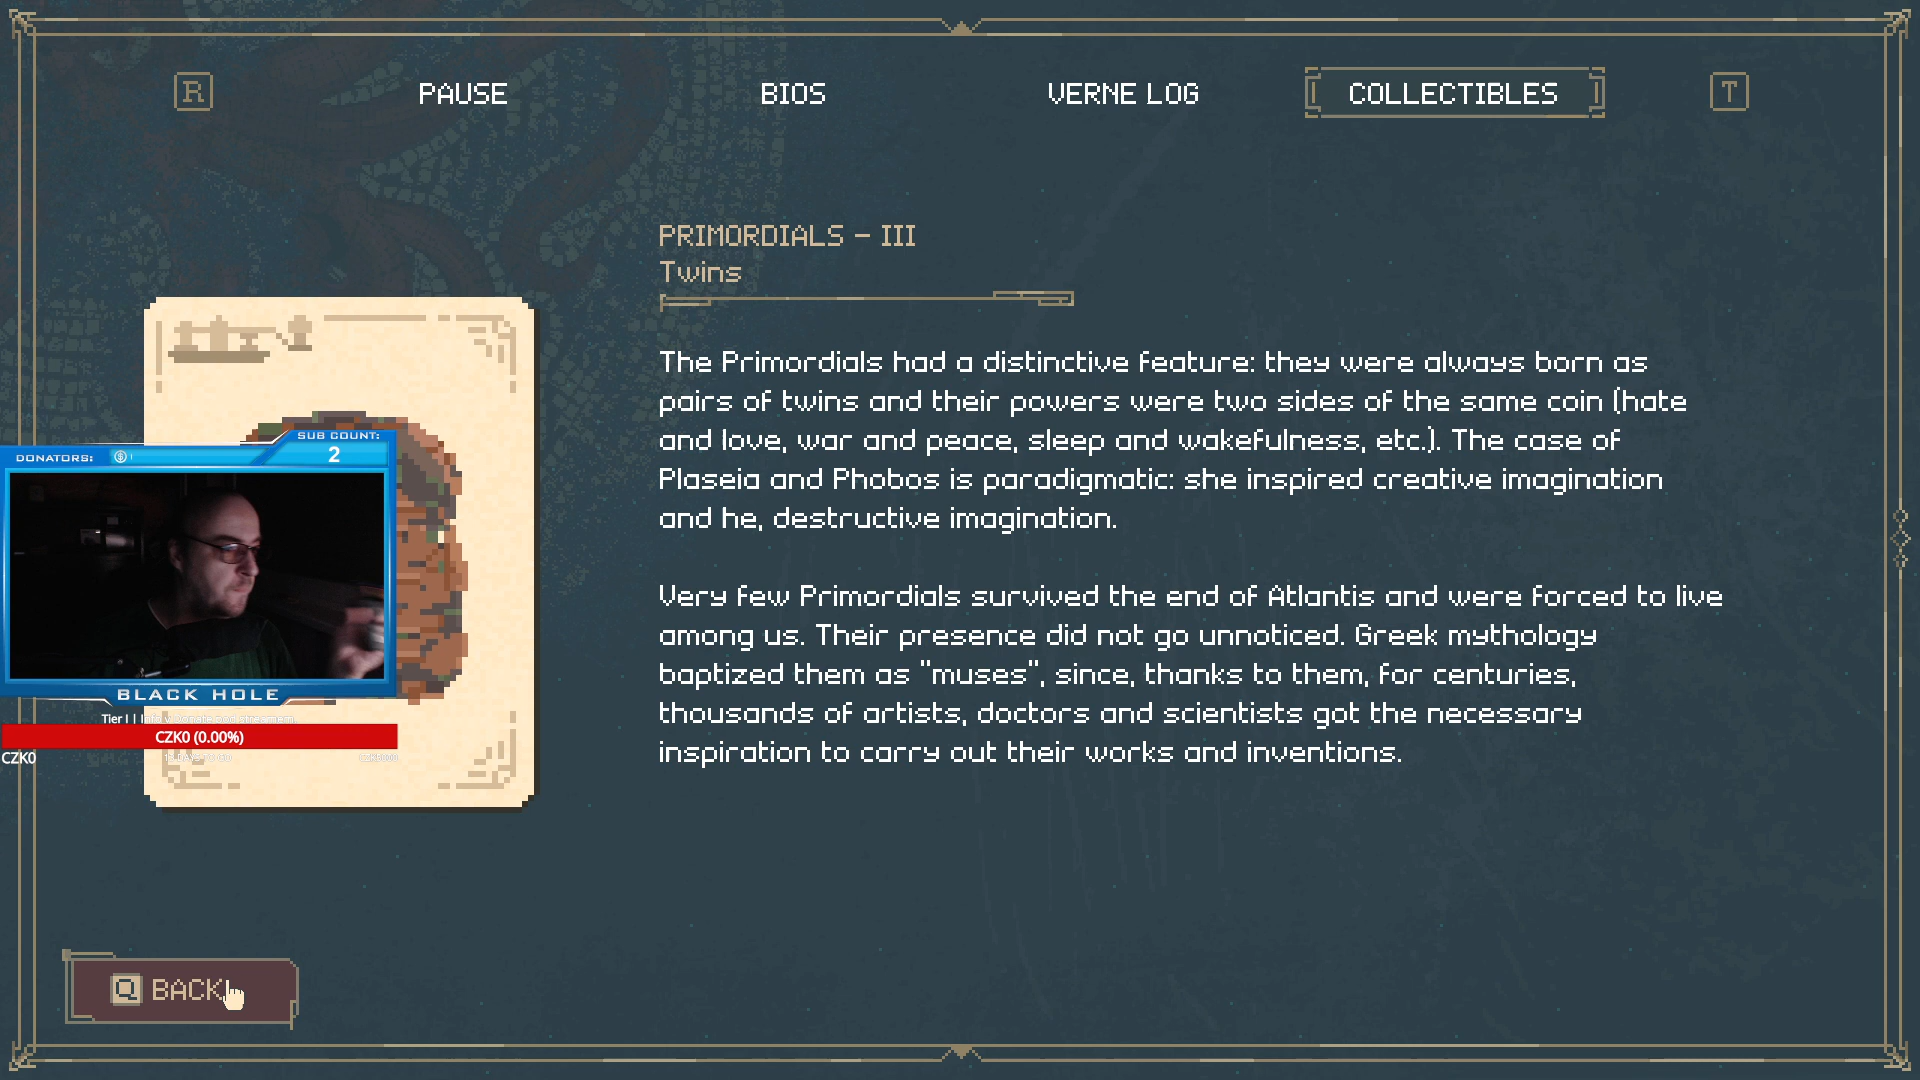 R
PAUSE
BIOS
VERNE LOG
COLLECTIBLES
T
PRIMORDIALS – III
Twins
The Primordials had a distinctive feature: they were always born as
pairs of twins and their powers were two sides of the same coin (hate
and love, war and peace, sleep and wakefulness, etc.). The case of
Plaseia and Phobos is paradigmatic: she inspired creative imagination
and he, destructive imagination.
Very few Primordials survived the end of Atlantis and were forced to live
among us. Their presence did not go unnoticed. Greek mythology
baptized them as "muses", since, thanks to them, for centuries,
thousands of artists, doctors and scientists got the necessary
inspiration to carry out their works and inventions.
SUB COUNT:
2
DONATORS:
BLACK HOLE
Tier I |
CZK0 (0.00%)
CZK0
Q BACK